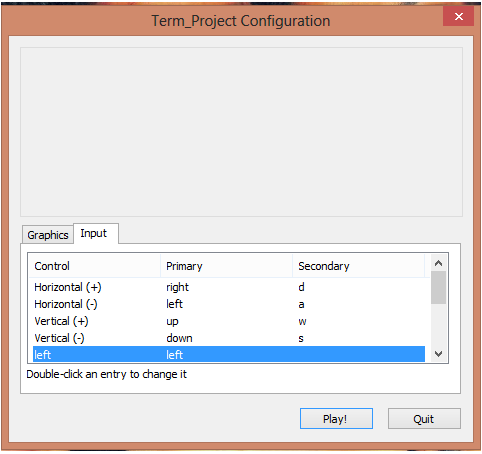 Term_Project Configuration
Graphics Input
Control Primary Secondary
Horizontal (+) right d
Horizontal (-) left a
Vertical (+) up w
Vertical (-) down s
left left
Double-click an entry to change it
Play! Quit